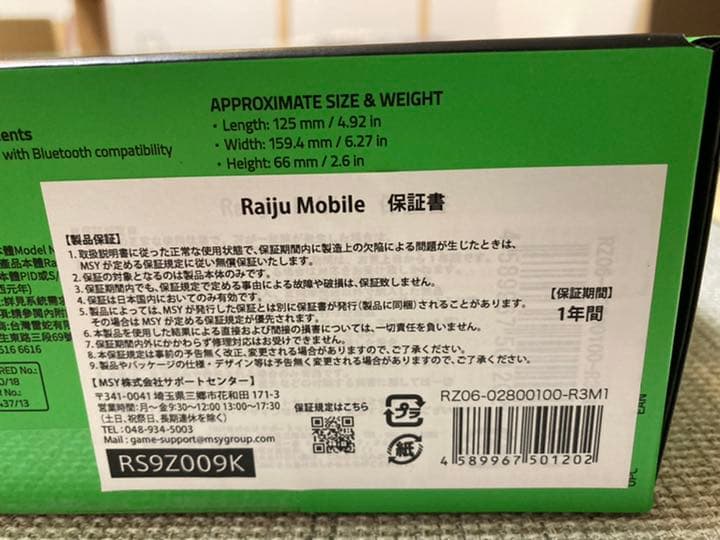 APPROXIMATE SIZE & WEIGHT
• Length: 125 mm / 4.92 in
• Width: 159.4 mm / 6.27 in
• Height: 66 mm / 2.6 in
with Bluetooth compatibility
Raiju Mobile 保証書
【製品保証】
1. 取扱説明書に従った正常な使用状態で、保証期間内に製造上の欠陥による問題が生じたときは、
MSY が定める保証規定に従い無償保証いたします。
2. 保証の対象となるのは製品本体のみです。
3. 保証期間内でも、保証規定で定める事由による故障や破損は、保証致しません。
4. 保証は日本国内においてのみ有効です。
5. 製品によっては、MSY が発行した保証とは別に保証書が発行(製品に同梱)されることがあります。
その場合は MSY が定める保証規定が優先されます。
6. 本製品を使用した結果による直接および間接の損害については、一切責任を負いません。
7. 保証期間内外にかかわらず修理対応はお受けできません。
8. 本保証規定は事前の予告無く改正、変更される場合がありますので、ご了承ください。
9. 製品やパッケージの仕様・デザイン等は予告無く変更される場合がありますので、ご了承ください。
【保証期間】
1年間
【MSY株式会社サポートセンター】
〒341-0041 埼玉県三郷市花和田 171-3
営業時間:月~金9:30~12:00 13:00~17:30
(土日、祝祭日、長期連休を除く)
TEL: 048-934-5003
Mail: game-support@msygroup.com
保証規定はこちら
プラ
紙
RS9Z009K
RZ06-02800100-R3M1
4 589967 501202